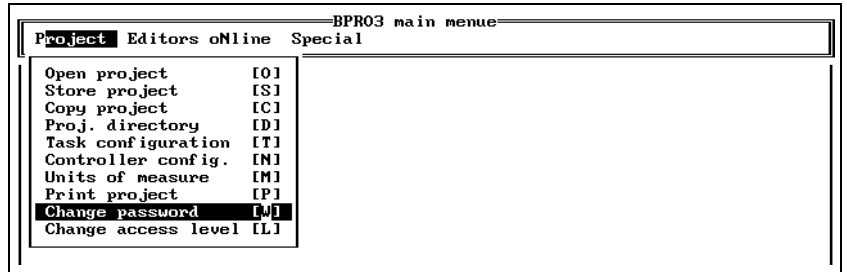 BPRO3 main menue
Project Editors oNline Special
Open project [O]
Store project [S]
Copy project [C]
Proj. directory [D]
Task configuration [T]
Controller config. [N]
Units of measure [M]
Print project [P]
Change password [W]
Change access level [L]